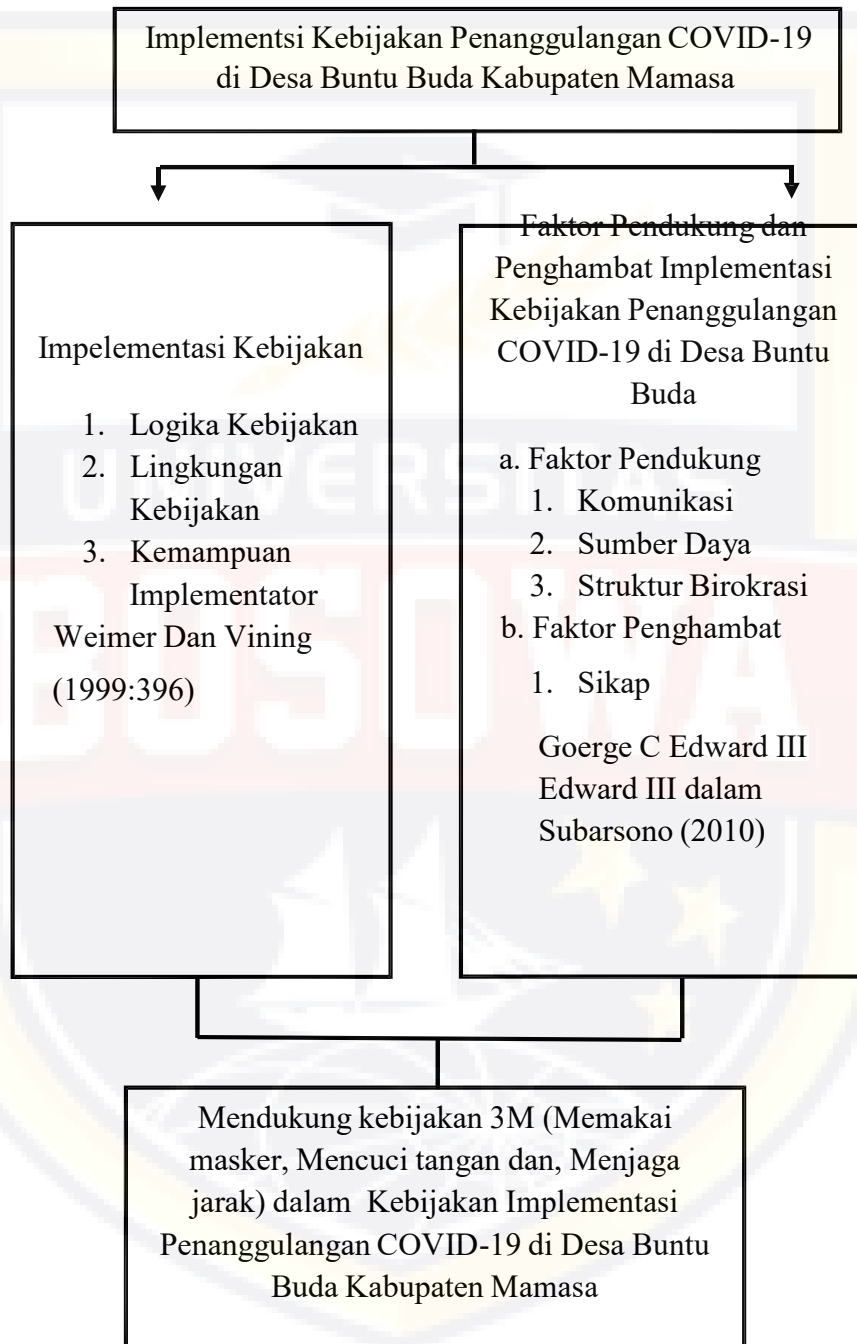 Implementsi Kebijakan Penanggulangan COVID-19
di Desa Buntu Buda Kabupaten Mamasa
Impelementasi Kebijakan
1. Logika Kebijakan
2. Lingkungan
Kebijakan
3. Kemampuan
Implementator
Weimer Dan Vining
(1999:396)
Faktor Pendukung dan
Penghambat Implementasi
Kebijakan Penanggulangan
COVID-19 di Desa Buntu
Buda
a. Faktor Pendukung
1. Komunikasi
2. Sumber Daya
3. Struktur Birokrasi
b. Faktor Penghambat
1. Sikap
Goerge C Edward III
Edward III dalam
Subarsono (2010)
Mendukung kebijakan 3M (Memakai
masker, Mencuci tangan dan, Menjaga
jarak) dalam Kebijakan Implementasi
Penanggulangan COVID-19 di Desa Buntu
Buda Kabupaten Mamasa
UNIVERSITAS
BOSOWA